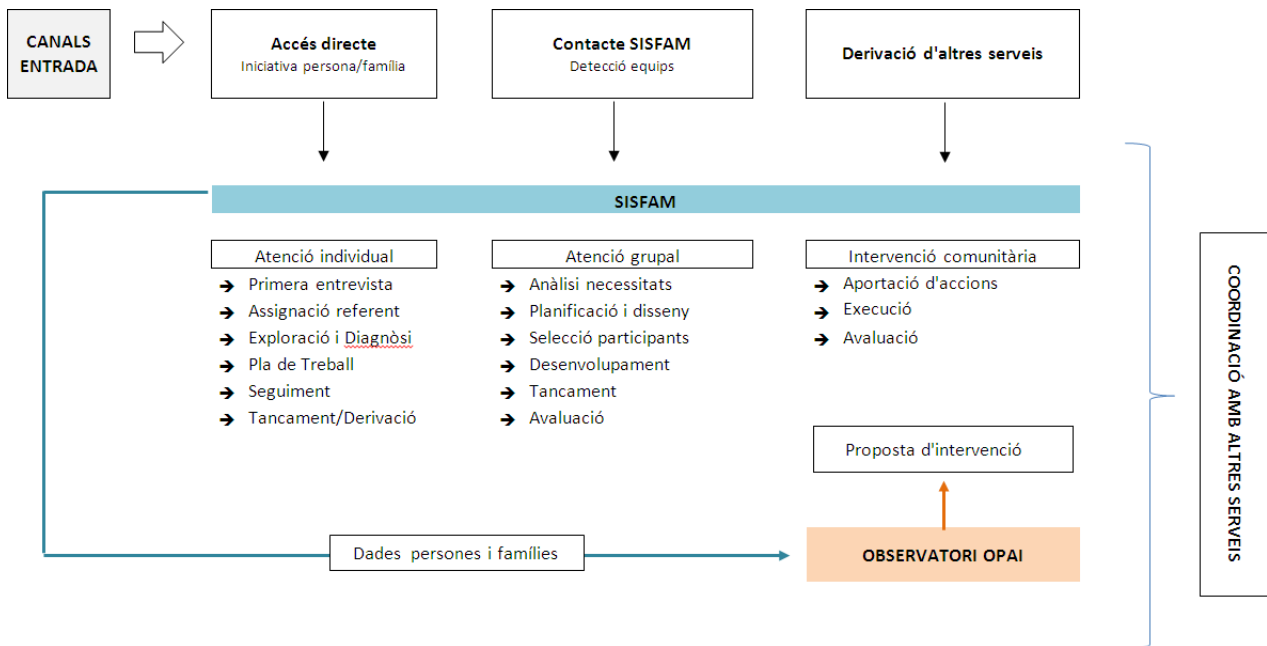 CANALS
ENTRADA
Accés directe
Iniciativa persona/família
Contacte SISFAM
Detecció equips
Derivació d'altres serveis
SISFAM
Atenció individual
Primera entrevista
Assignació referent
Exploració i Diagnòsi
Pla de Treball
Seguiment
Tancament/Derivació
Atenció grupal
Anàlisi necessitats
Planificació i disseny
Selecció participants
Desenvolupament
Tancament
Avaluació
Intervenció comunitària
Aportació d'accions
Execució
Avaluació
Proposta d'intervenció
Dades persones i famílies
OBSERVATORI OPAI
COORDINACIÓ AMB ALTRES SERVEIS